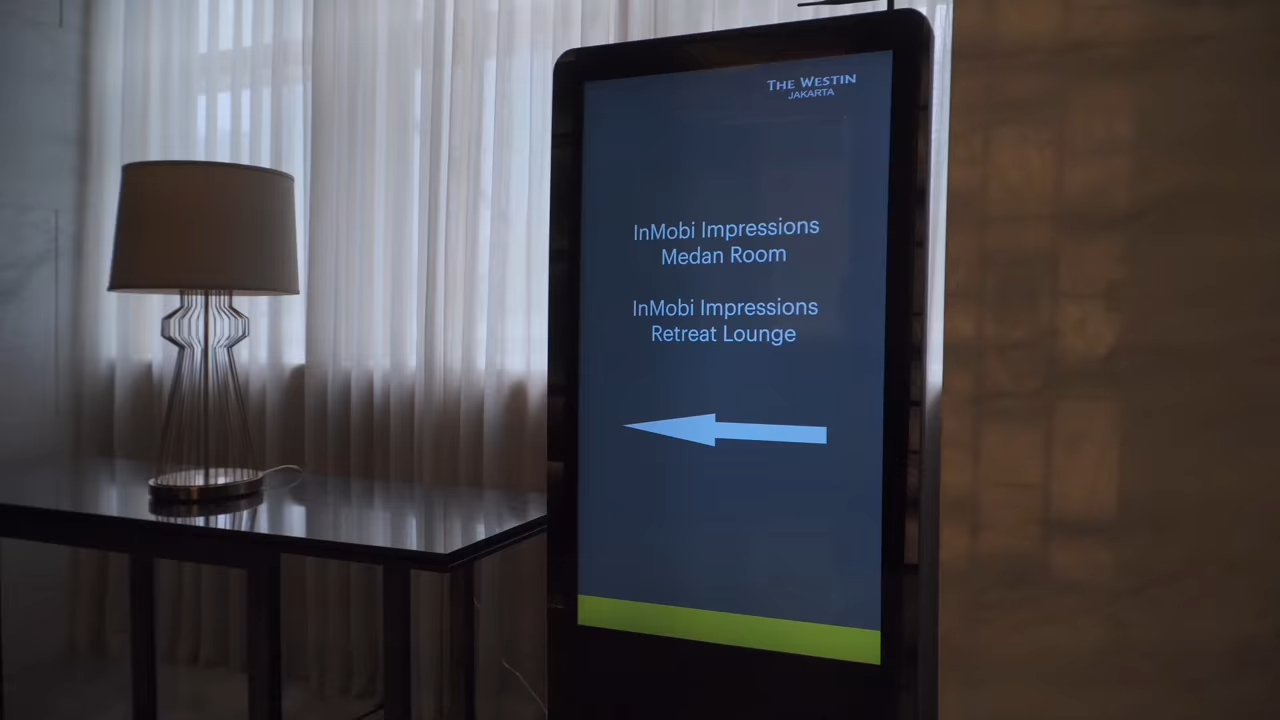 THE WESTIN
JAKARTA
InMobi Impressions
Medan Room
InMobi Impressions
Retreat Lounge